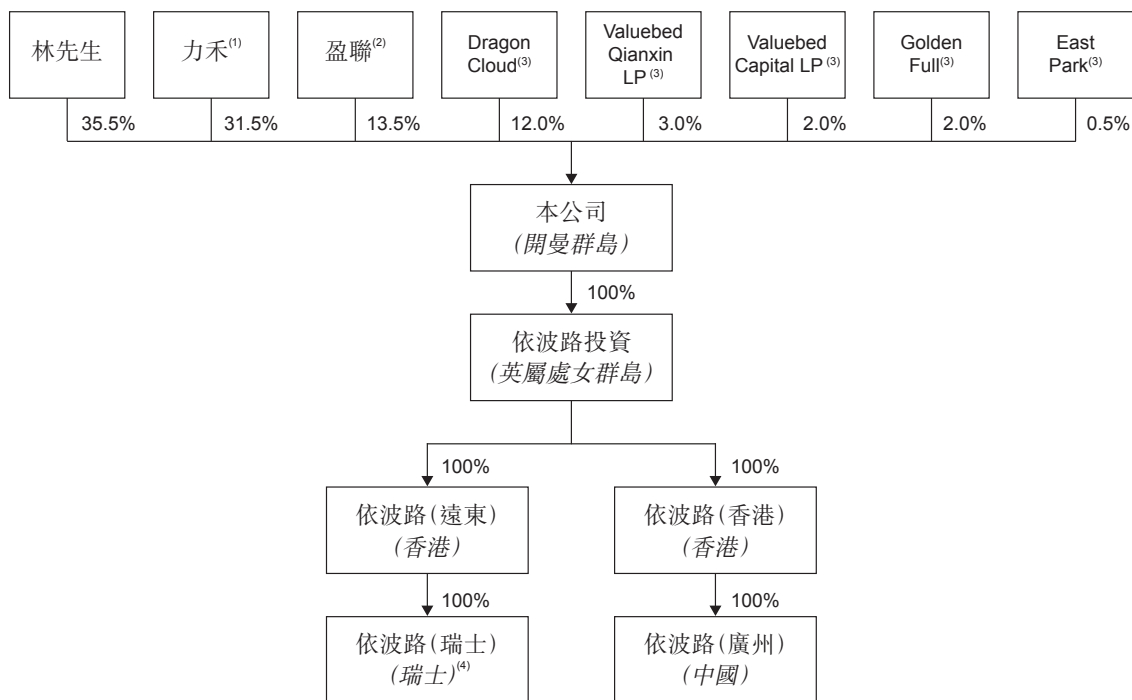 林先生
力禾(1)
盈聯(2)
Dragon
Cloud(3)
Valuebed
Qianxin
LP (3)
Valuebed
Capital LP (3)
Golden
Full(3)
East
Park(3)
35.5%
31.5%
13.5%
12.0%
3.0%
2.0%
2.0%
0.5%
本公司
(開曼群島)
100%
依波路投資
(英屬處女群島)
100%
100%
依波路(遠東)
(香港)
依波路(香港)
(香港)
100%
100%
依波路(瑞士)
(瑞士)(4)
依波路(廣州)
(中國)